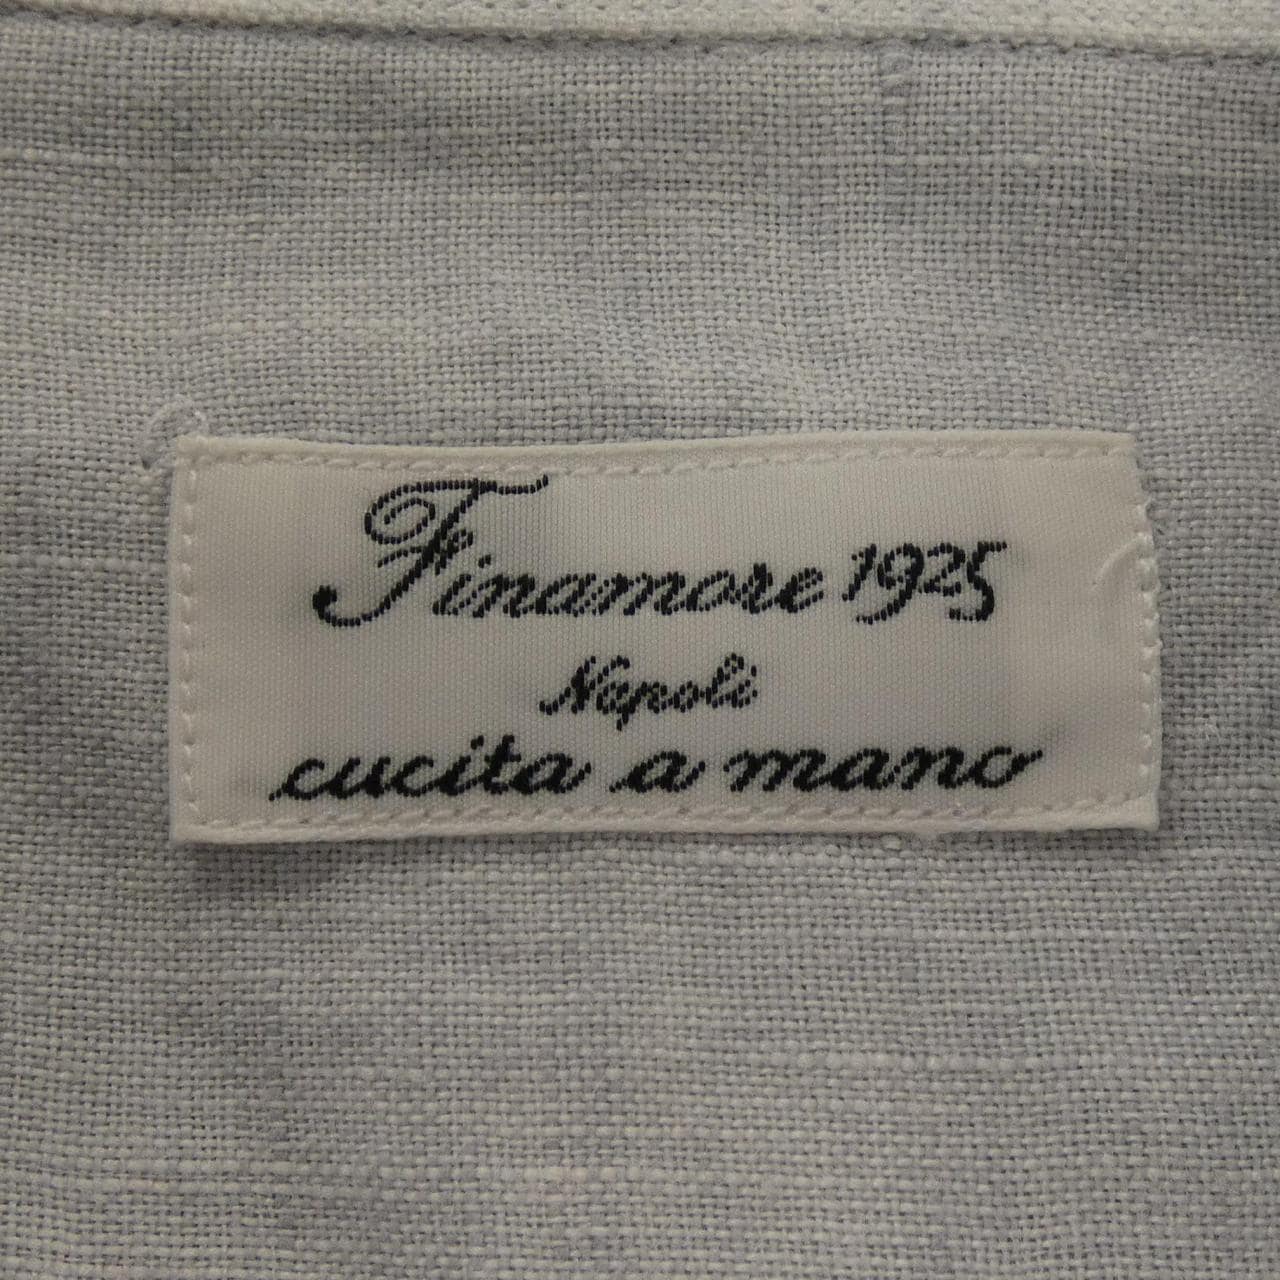 Finamore 1925
Napoli
cucita a mano